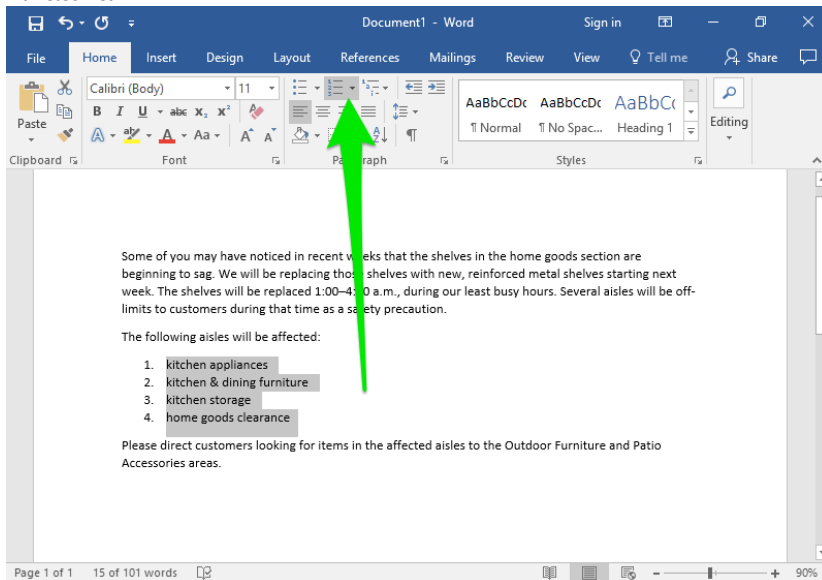 Document1 - Word Sign in
File Home Insert Design Layout References Mailings Review View Tell me Share
Calibri (Body) 11
AaBbCcDc AaBbCcDc AaBbC(
Paste B I U abc X₂ X² ¶ Normal ¶ No Spac... Heading 1 Editing
A aby A Aa A A
Clipboard Font Paragraph Styles
Some of you may have noticed in recent weeks that the shelves in the home goods section are
beginning to sag. We will be replacing those shelves with new, reinforced metal shelves starting next
week. The shelves will be replaced 1:00–4:00 a.m., during our least busy hours. Several aisles will be off-
limits to customers during that time as a safety precaution.
The following aisles will be affected:
1. kitchen appliances
2. kitchen & dining furniture
3. kitchen storage
4. home goods clearance
Please direct customers looking for items in the affected aisles to the Outdoor Furniture and Patio
Accessories areas.
Page 1 of 1 15 of 101 words 90%